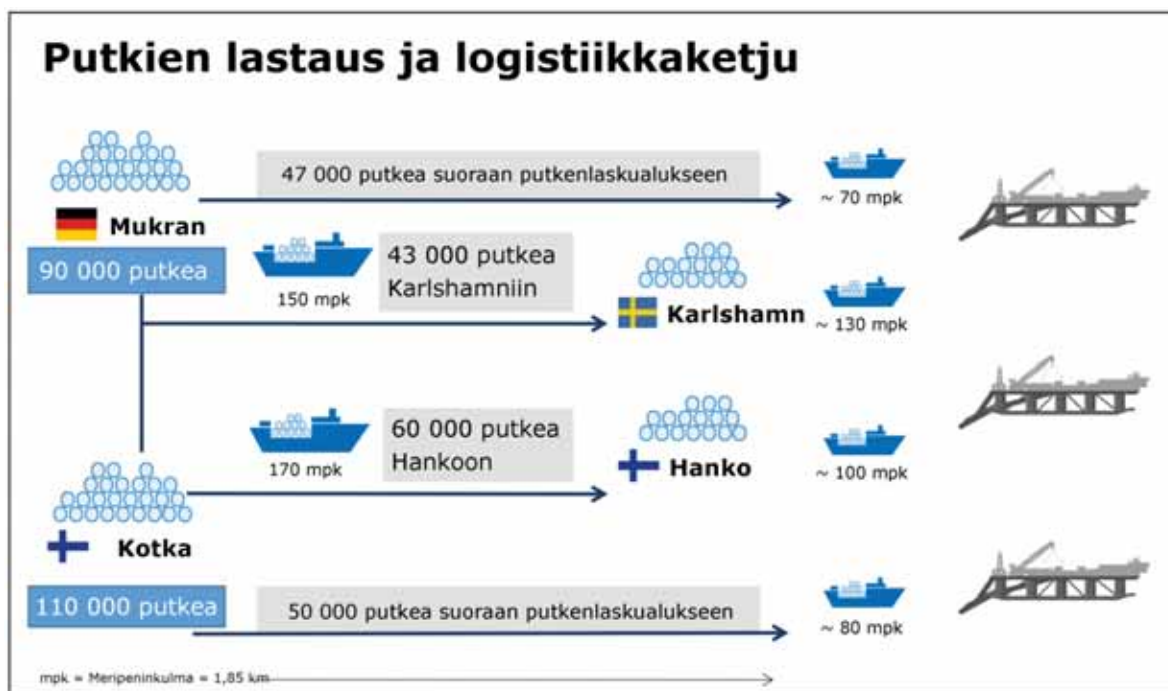 Putkien lastaus ja logistiikkaketju
47 000 putkea suoraan putkenlaskualukseen
~ 70 mpk
Mukran
90 000 putkea
150 mpk
43 000 putkea
Karlshamniin
Karlshamn
~ 130 mpk
170 mpk
60 000 putkea
Hankoon
Hanko
~ 100 mpk
Kotka
110 000 putkea
50 000 putkea suoraan putkenlaskualukseen
~ 80 mpk
mpk = Meripeninkulma = 1,85 km